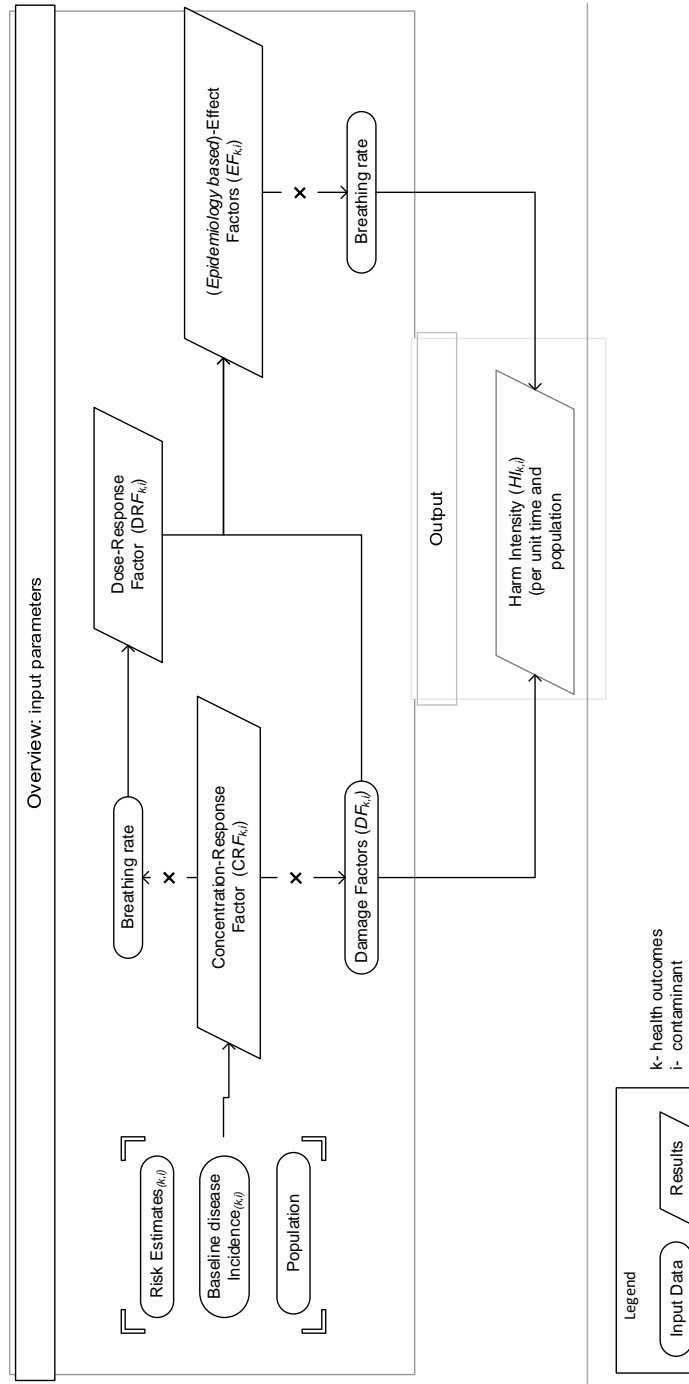 Overview: input parameters
Risk Estimates(k,i)
Baseline disease
Incidence(k,i)
Population
Breathing rate
×
Concentration-Response
Factor (CRFk,i)
×
Damage Factors (DFk,i)
Dose-Response
Factor (DRFk,i)
(Epidemiology based)-Effect
Factors (EFk,i)
×
Breathing rate
Output
Harm Intensity (HIk,i)
(per unit time and
population
Legend
Input Data
Results
k- health outcomes
i- contaminant